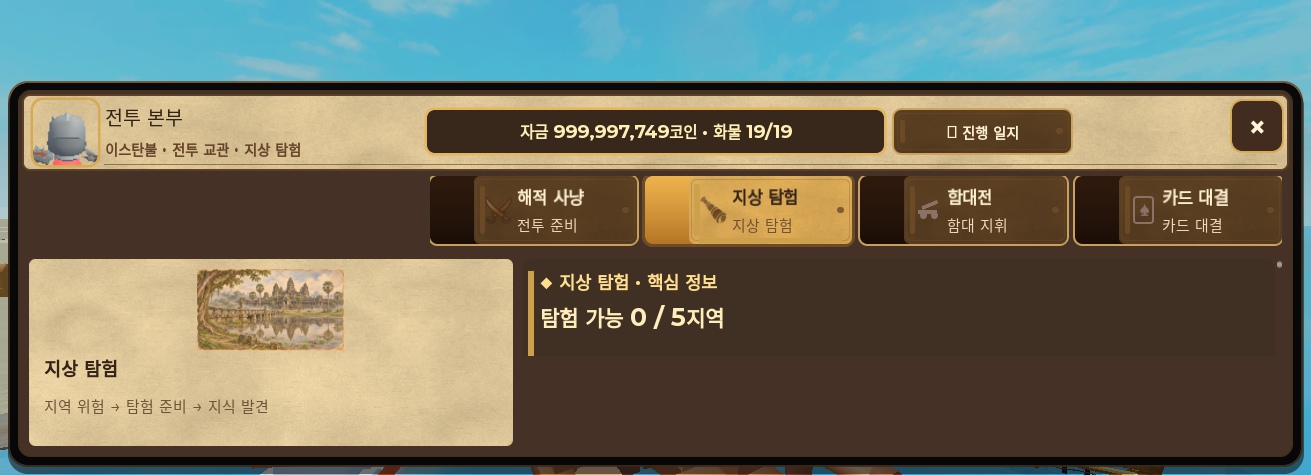 전투 본부
이스탄불 • 전투 교관 • 지상 탐험
자금 999,997,749코인 • 화물 19/19
진행 일지
×
해적 사냥
전투 준비
지상 탐험
지상 탐험
함대전
함대 지휘
카드 대결
카드 대결
지상 탐험
지역 위험 → 탐험 준비 → 지식 발견
◆ 지상 탐험 • 핵심 정보
탐험 가능 0 / 5지역